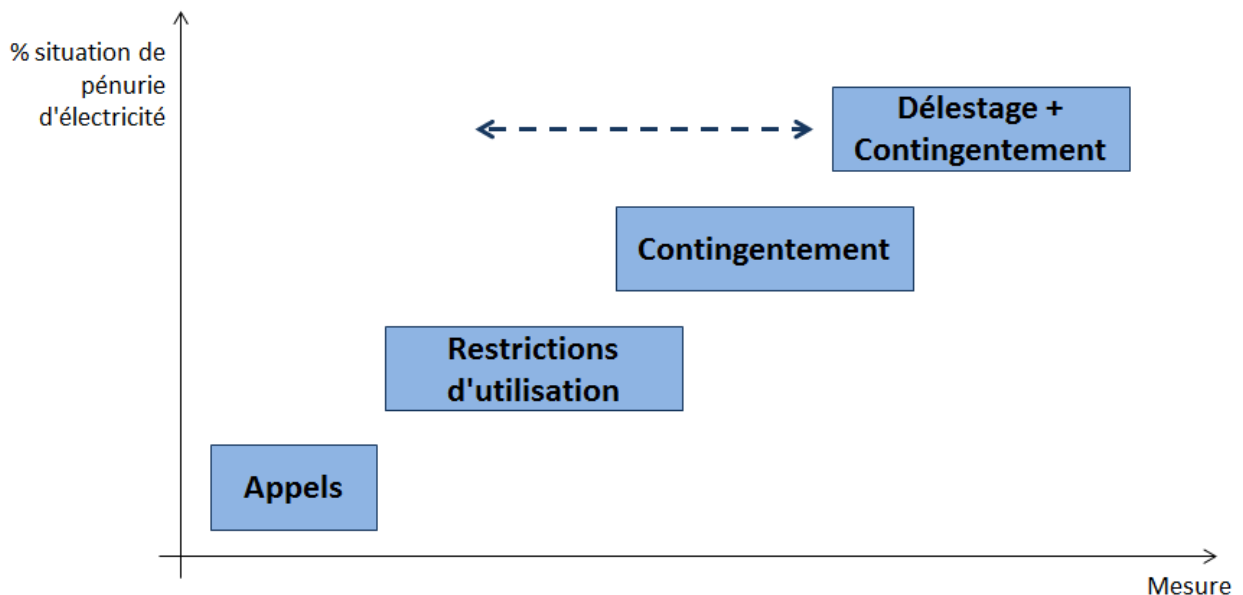 % situation de
pénurie
d'électricité
Délestage +
Contingentement
Contingentement
Restrictions
d'utilisation
Appels
Mesure